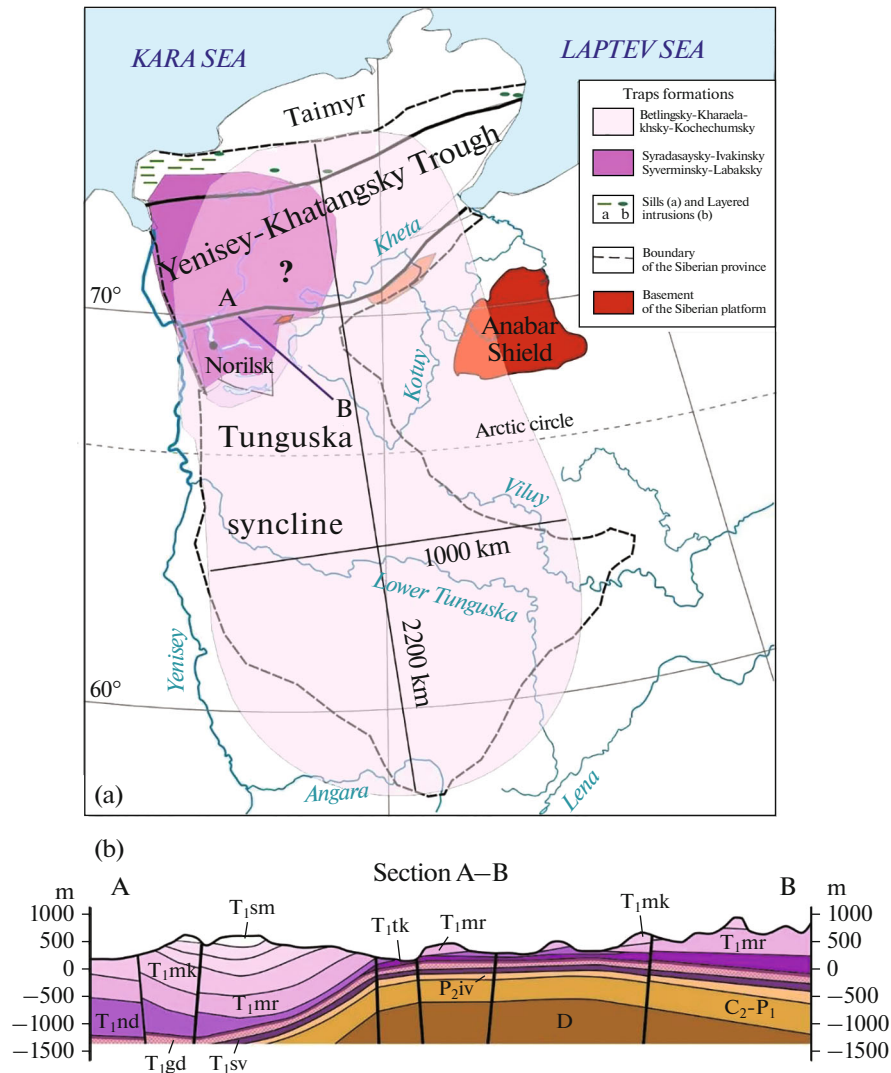 KARA SEA
LAPTEV SEA
Taimyr
Traps formations
Betlingsky-Kharaela-
khsky-Kochechumsky
Syradasaysky-Ivakinsky
Syverminsky-Labaksky
Sills (a) and Layered
intrusions (b)
a b
Boundary
of the Siberian province
Basement
of the Siberian platform
Yenisey-Khatangsky Trough
Kheta
?
70°
A
Anabar
Shield
Norilsk
Kotuy
B
Arctic circle
Tunguska
Viluy
syncline
1000 km
Lower Tunguska
2200 km
Yenisey
60°
Angara
Lena
(a)
(b)
Section A–B
m A B m
T₁sm
T₁tk T₁mr T₁mk
1000 1000
500 500
T₁mk T₁mr
0 0
P₂iv
–500 T₁mr –500
C₂-P₁
T₁nd D
–1000 –1000
–1500 –1500
T₁gd T₁sv